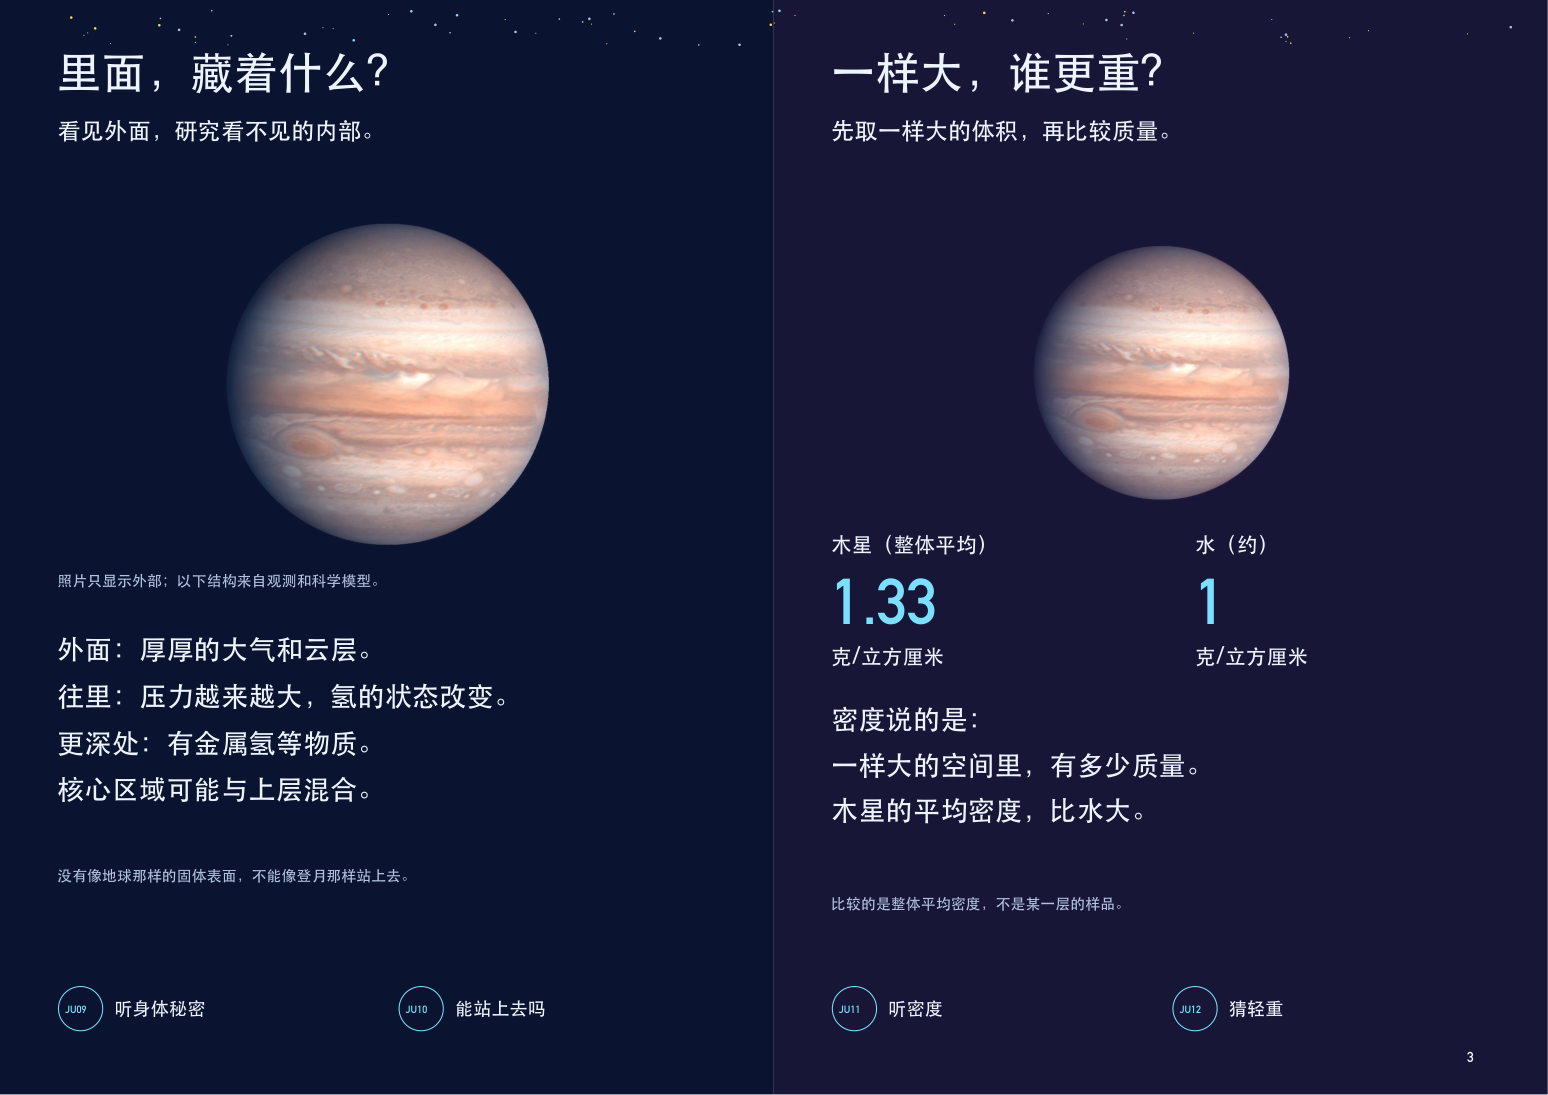 里面，藏着什么？
看见外面，研究看不见的内部。
照片只显示外部；以下结构来自观测和科学模型。
外面：厚厚的大气和云层。
往里：压力越来越大，氢的状态改变。
更深处：有金属氢等物质。
核心区域可能与上层混合。
没有像地球那样的固体表面，不能像登月那样站上去。
JU09 听身体秘密
JU10 能站上去吗
一样大，谁更重？
先取一样大的体积，再比较质量。
木星（整体平均）
1.33
克/立方厘米
水（约）
1
克/立方厘米
密度说的是：
一样大的空间里，有多少质量。
木星的平均密度，比水大。
比较的是整体平均密度，不是某一层的样品。
JU11 听密度
JU12 猜轻重
3